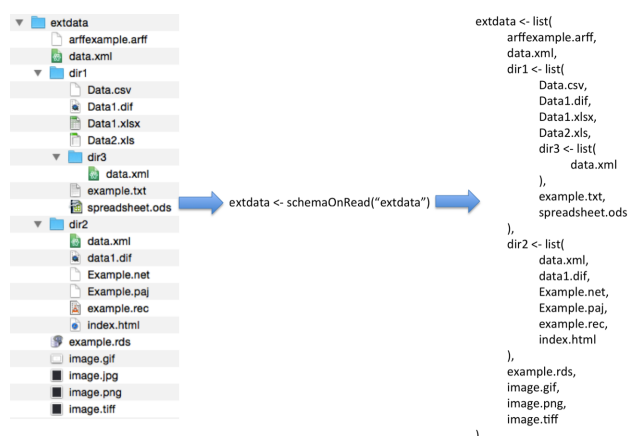 extdata
arffexample.arff
data.xml
dir1
Data.csv
Data1.dif
Data1.xlsx
Data2.xls
dir3
data.xml
example.txt
spreadsheet.ods
dir2
data.xml
data1.dif
Example.net
Example.paj
example.rec
index.html
example.rds
image.gif
image.jpg
image.png
image.tiff
extdata <- schemaOnRead("extdata")
extdata <- list(
arffexample.arff,
data.xml,
dir1 <- list(
Data.csv,
Data1.dif,
Data1.xlsx,
Data2.xls,
dir3 <- list(
data.xml
),
example.txt,
spreadsheet.ods
),
dir2 <- list(
data.xml,
data1.dif,
Example.net,
Example.paj,
example.rec,
index.html
),
example.rds,
image.gif,
image.png,
image.tiff
)